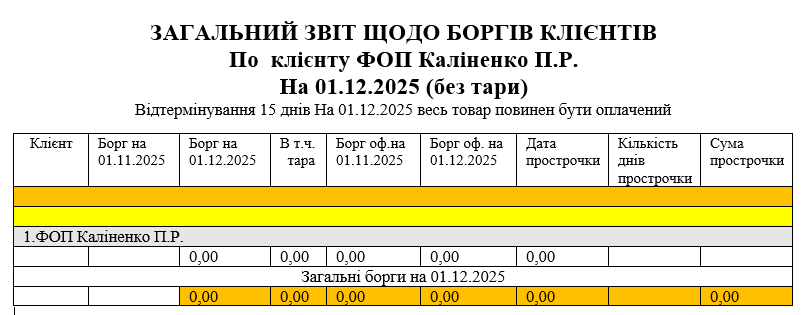 ЗАГАЛЬНИЙ ЗВІТ ЩОДО БОРГІВ КЛІЄНТІВ
По клієнту ФОП Каліненко П.Р.
На 01.12.2025 (без тари)
Відтермінування 15 днів На 01.12.2025 весь товар повинен бути оплачений
Клієнт Борг на 01.11.2025 Борг на 01.12.2025 В т.ч. тара Борг оф.на 01.11.2025 Борг оф. на 01.12.2025 Дата прострочки Кількість днів прострочки Сума прострочки
1.ФОП Каліненко П.Р.
0,00 0,00 0,00 0,00 0,00
Загальні борги на 01.12.2025
0,00 0,00 0,00 0,00 0,00 0,00